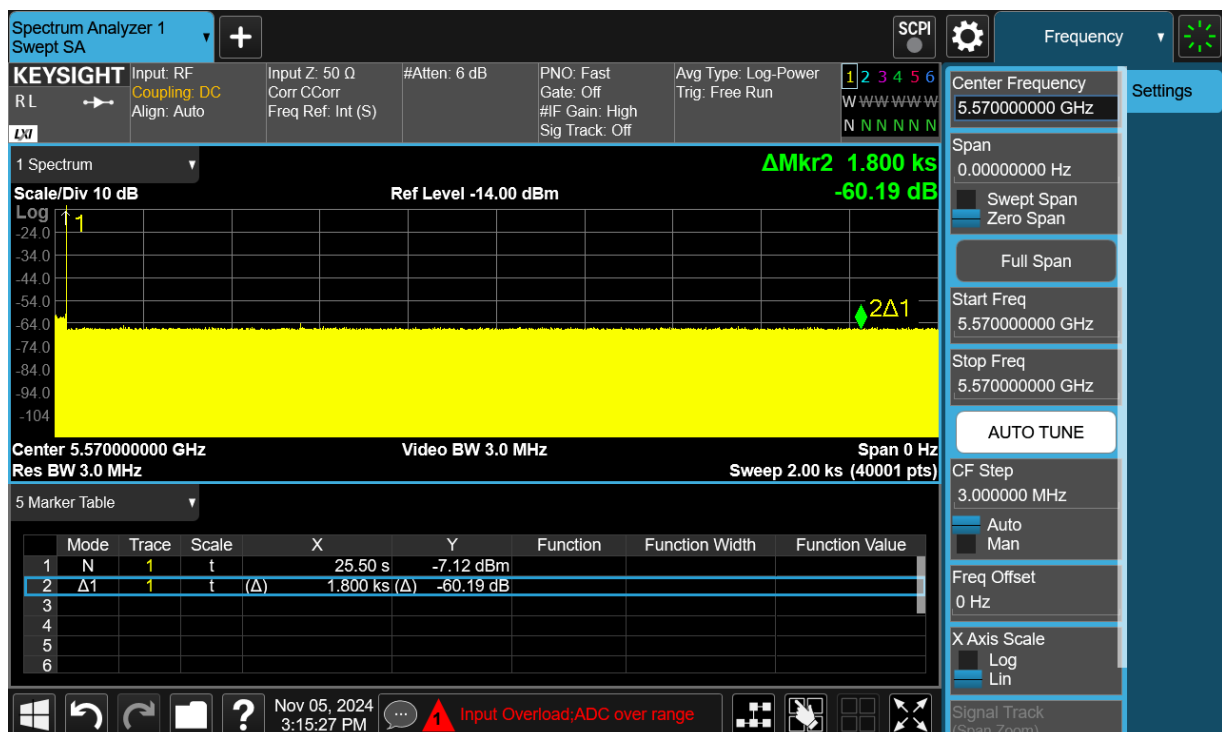 Spectrum Analyzer 1
Swept SA
SCPI
Frequency
KEYSIGHT
RL
LXI
Input: RF
Coupling: DC
Align: Auto
Input Z: 50 Ω
Corr CCorr
Freq Ref: Int (S)
#Atten: 6 dB
PNO: Fast
Gate: Off
#IF Gain: High
Sig Track: Off
Avg Type: Log-Power
Trig: Free Run
1 2 3 4 5 6
W W W W W W
N N N N N N
1 Spectrum
ΔMkr2 1.800 ks
-60.19 dB
Scale/Div 10 dB
Ref Level -14.00 dBm
Log
1
-24.0
-34.0
-44.0
-54.0
2Δ1
-64.0
-74.0
-84.0
-94.0
-104
Center 5.570000000 GHz
Video BW 3.0 MHz
Span 0 Hz
Res BW 3.0 MHz
Sweep 2.00 ks (40001 pts)
5 Marker Table
Mode Trace Scale X Y Function Function Width Function Value
1 N 1 t 25.50 s -7.12 dBm
2 Δ1 1 t (Δ) 1.800 ks (Δ) -60.19 dB
3
4
5
6
Settings
Center Frequency
5.570000000 GHz
Span
0.00000000 Hz
Swept Span
Zero Span
Full Span
Start Freq
5.570000000 GHz
Stop Freq
5.570000000 GHz
AUTO TUNE
CF Step
3.000000 MHz
Auto
Man
Freq Offset
0 Hz
X Axis Scale
Log
Lin
Signal Track
(Span Zoom)
?
Nov 05, 2024
3:15:27 PM
1
Input Overload;ADC over range